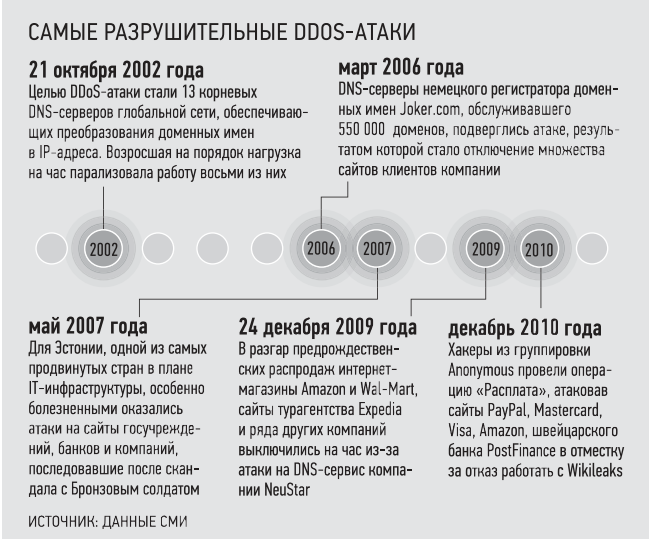 САМЫЕ РАЗРУШИТЕЛЬНЫЕ DDOS-АТАКИ
21 октября 2002 года
Целью DDoS-атаки стали 13 корневых
DNS-серверов глобальной сети, обеспечиваю-
щих преобразования доменных имен
в IP-адреса. Возросшая на порядок нагрузка
на час парализовала работу восьми из них
март 2006 года
DNS-серверы немецкого регистратора домен-
ных имен Joker.com, обслуживавшего
550 000 доменов, подверглись атаке, резуль-
татом которой стало отключение множества
сайтов клиентов компании
2002
2006
2007
2009
2010
май 2007 года
Для Эстонии, одной из самых
продвинутых стран в плане
IT-инфраструктуры, особенно
болезненными оказались
атаки на сайты госучрежде-
ний, банков и компаний,
последовавшие после скан-
дала с Бронзовым солдатом
24 декабря 2009 года
В разгар предрождествен-
ских распродаж интернет-
магазины Amazon и Wal-Mart,
сайты турагентства Expedia
и ряда других компаний
выключились на час из-за
атаки на DNS-сервис компа-
нии NeuStar
декабрь 2010 года
Хакеры из группировки
Anonymous провели опера-
цию «Расплата», атаковав
сайты PayPal, Mastercard,
Visa, Amazon, швейцарского
банка PostFinance в отместку
за отказ работать с Wikileaks
ИСТОЧНИК: ДАННЫЕ СМИ